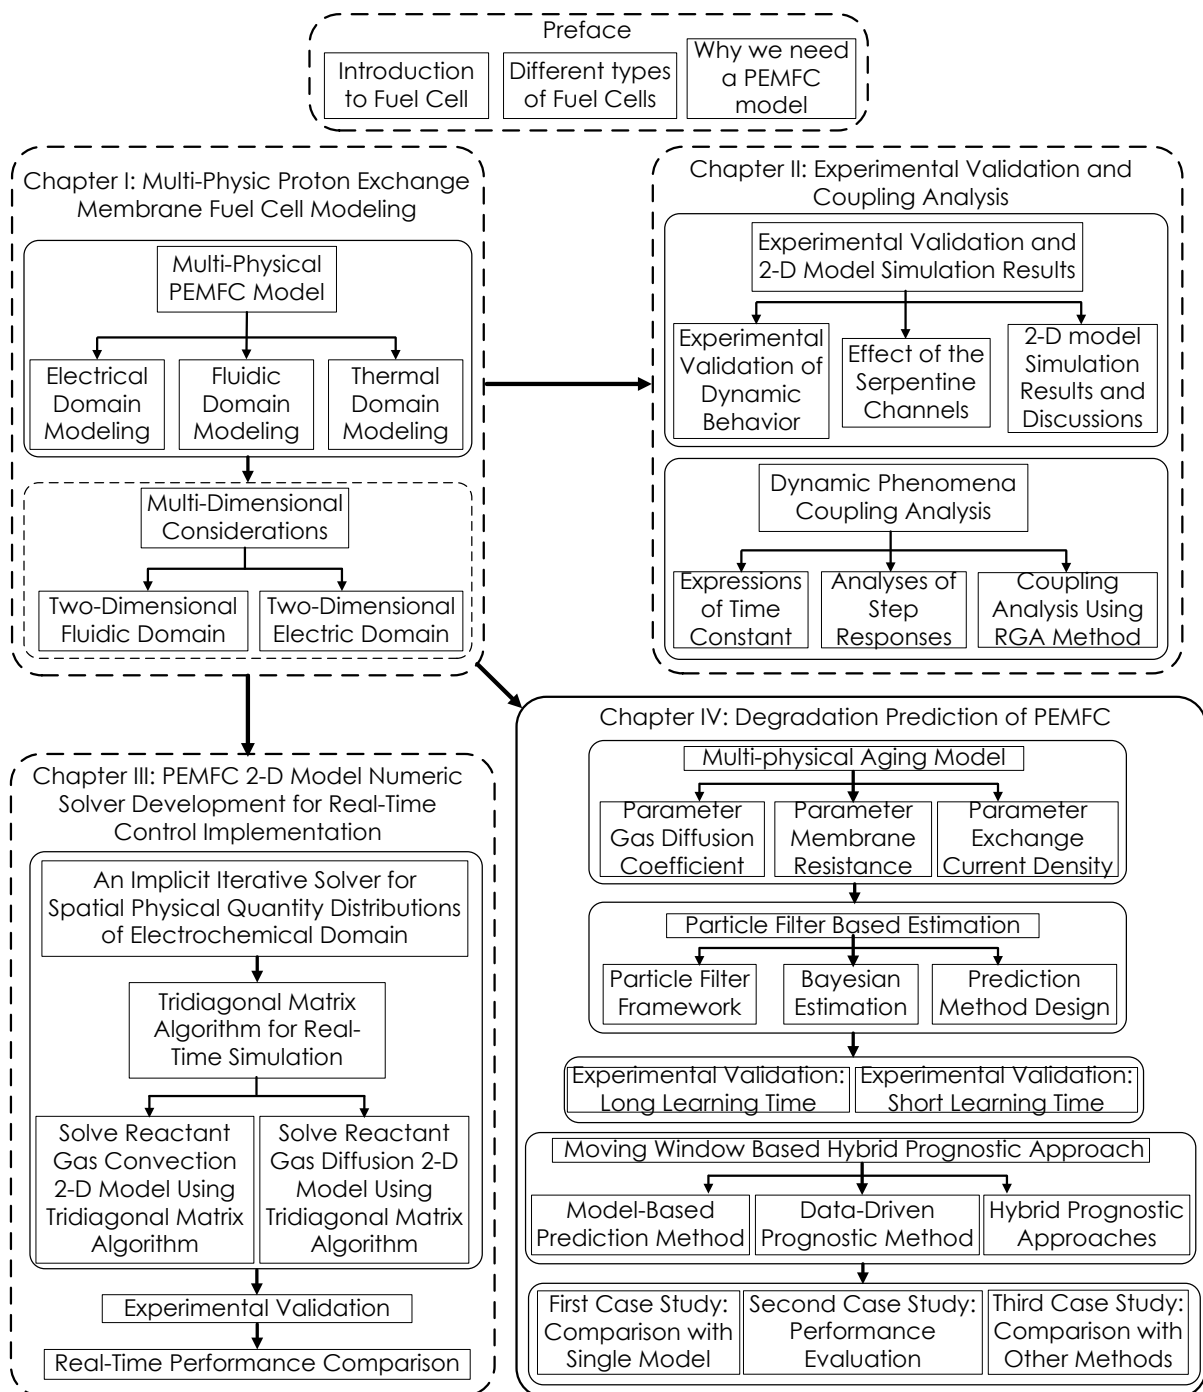 Preface
Introduction
to Fuel Cell
Different types
of Fuel Cells
Why we need
a PEMFC
model
Chapter I: Multi-Physic Proton Exchange
Membrane Fuel Cell Modeling
Multi-Physical
PEMFC Model
Electrical
Domain
Modeling
Fluidic
Domain
Modeling
Thermal
Domain
Modeling
Multi-Dimensional
Considerations
Two-Dimensional
Fluidic Domain
Two-Dimensional
Electric Domain
Chapter II: Experimental Validation and
Coupling Analysis
Experimental Validation and
2-D Model Simulation Results
Experimental
Validation of
Dynamic
Behavior
Effect of the
Serpentine
Channels
2-D model
Simulation
Results and
Discussions
Dynamic Phenomena
Coupling Analysis
Expressions
of Time
Constant
Analyses of
Step
Responses
Coupling
Analysis Using
RGA Method
Chapter III: PEMFC 2-D Model Numeric
Solver Development for Real-Time
Control Implementation
An Implicit Iterative Solver for
Spatial Physical Quantity Distributions
of Electrochemical Domain
Tridiagonal Matrix
Algorithm for Real-
Time Simulation
Solve Reactant
Gas Convection
2-D Model Using
Tridiagonal Matrix
Algorithm
Solve Reactant
Gas Diffusion 2-D
Model Using
Tridiagonal Matrix
Algorithm
Experimental Validation
Real-Time Performance Comparison
Chapter IV: Degradation Prediction of PEMFC
Multi-physical Aging Model
Parameter
Gas Diffusion
Coefficient
Parameter
Membrane
Resistance
Parameter
Exchange
Current Density
Particle Filter Based Estimation
Particle Filter
Framework
Bayesian
Estimation
Prediction
Method Design
Experimental Validation:
Long Learning Time
Experimental Validation:
Short Learning Time
Moving Window Based Hybrid Prognostic Approach
Model-Based
Prediction Method
Data-Driven
Prognostic Method
Hybrid Prognostic
Approaches
First Case Study:
Comparison with
Single Model
Second Case Study:
Performance
Evaluation
Third Case Study:
Comparison with
Other Methods